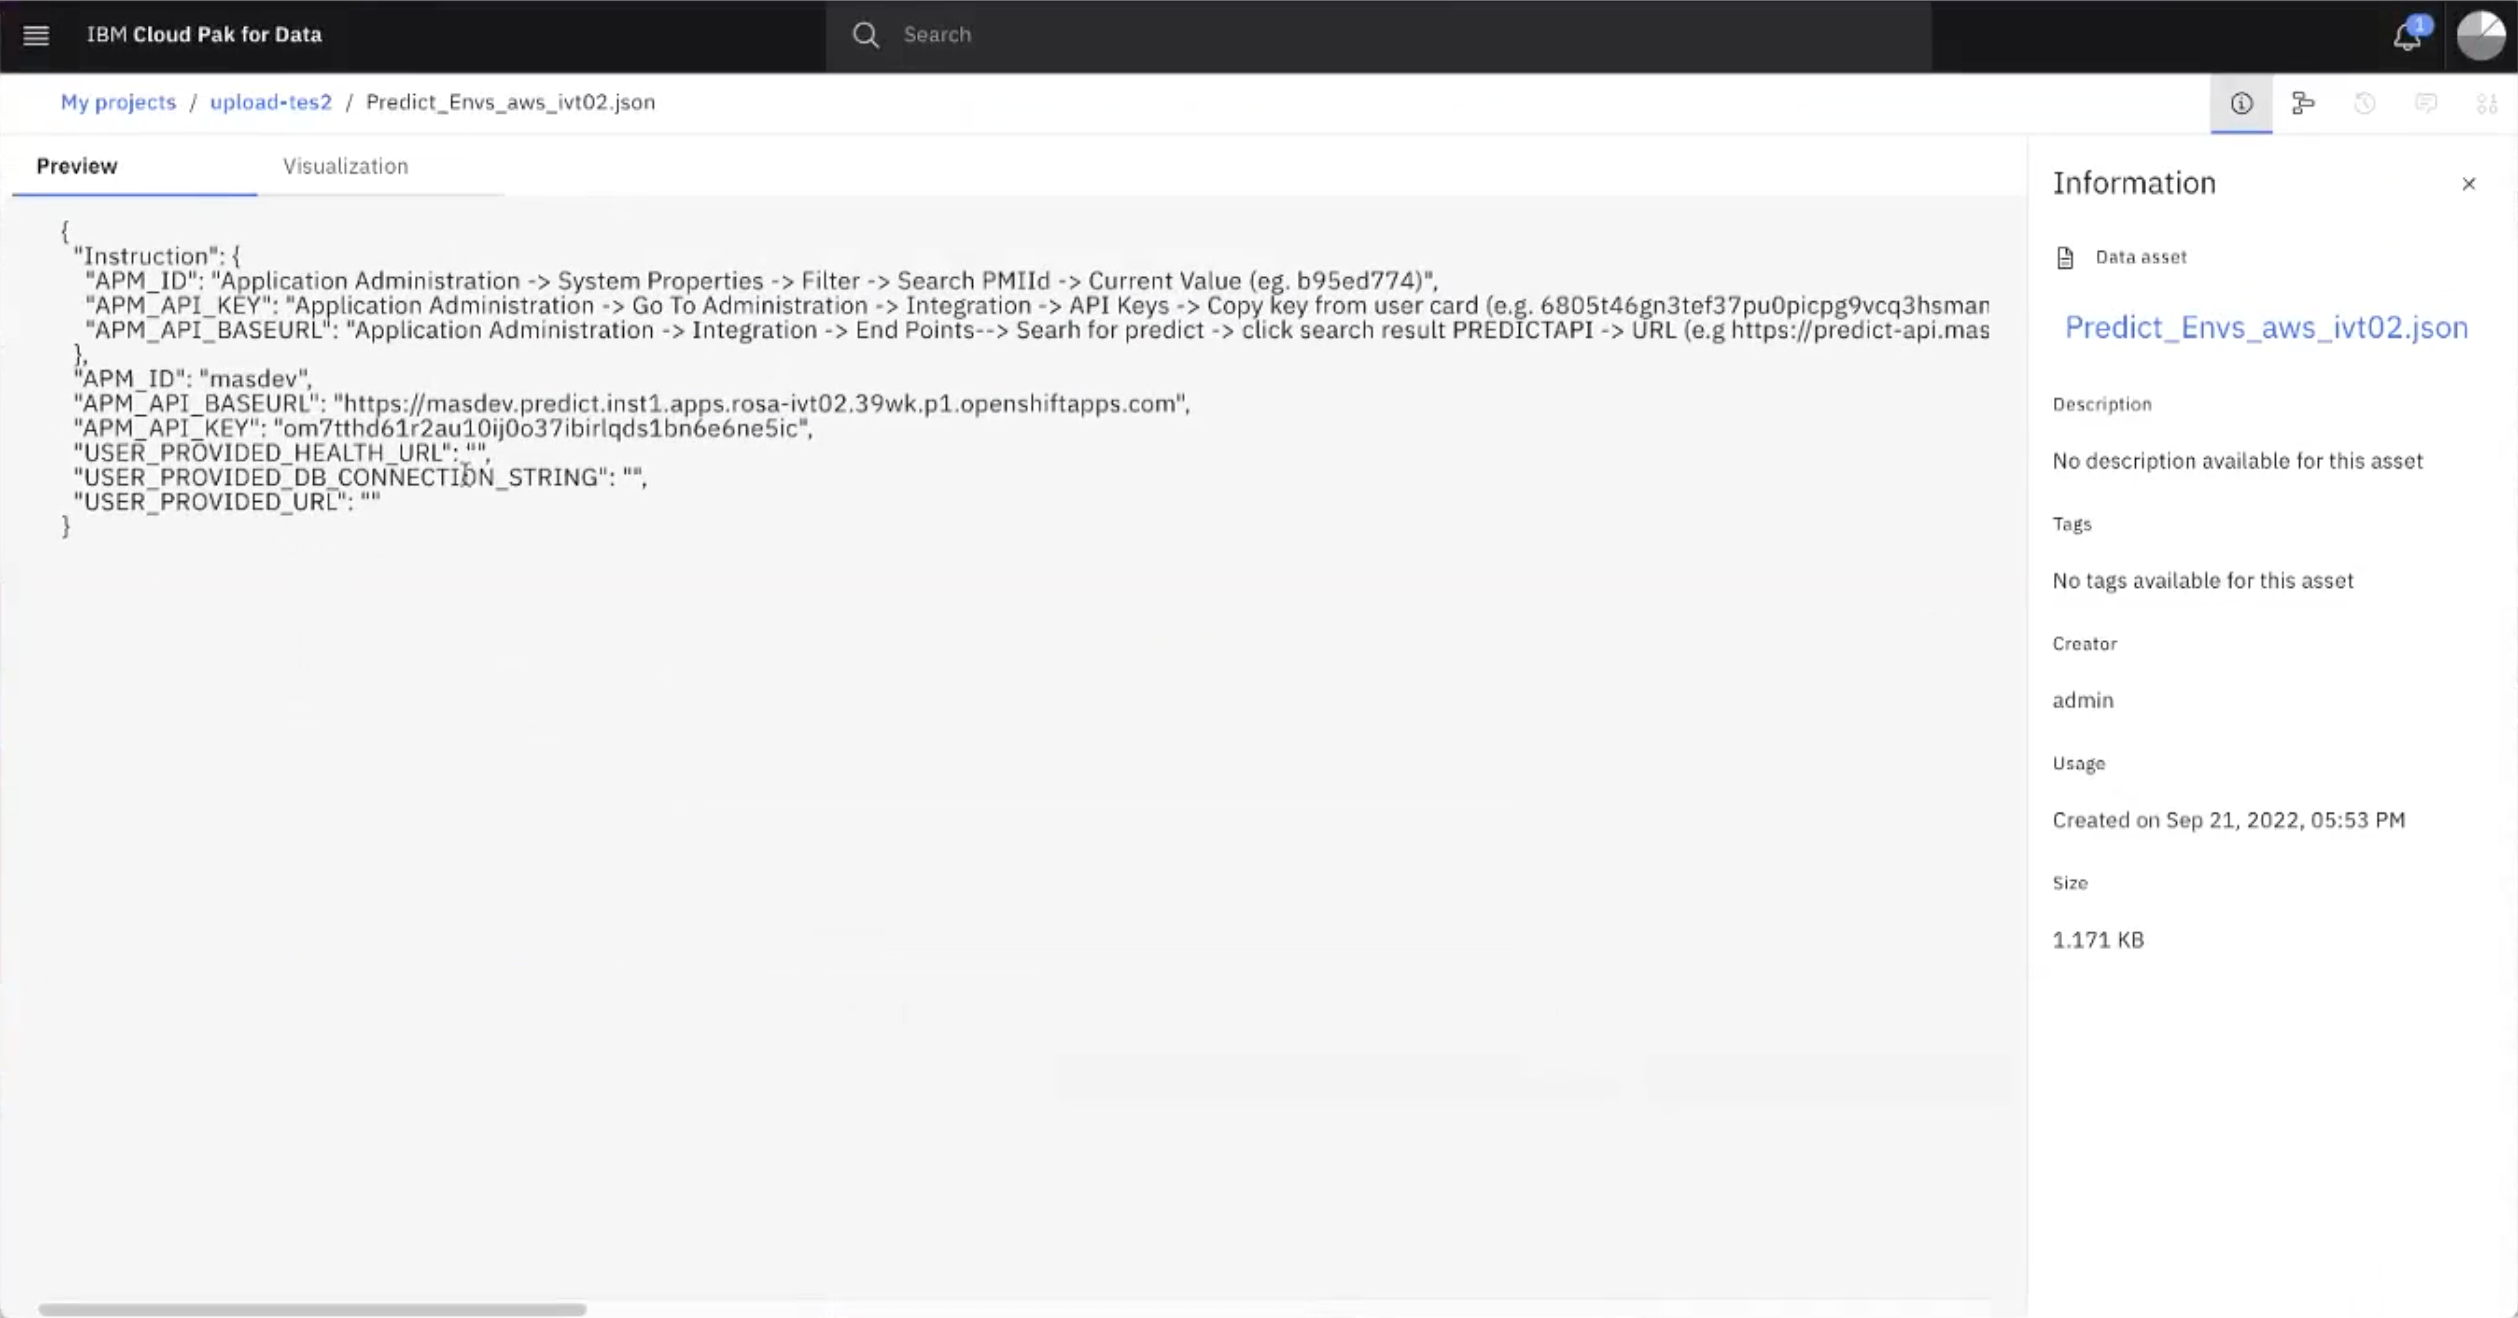 IBM Cloud Pak for Data
Search
1
My projects / upload-tes2 / Predict_Envs_aws_ivt02.json
Preview
Visualization
{
"Instruction": {
"APM_ID": "Application Administration -> System Properties -> Filter -> Search PMIId -> Current Value (eg. b95ed774)",
"APM_API_KEY": "Application Administration -> Go To Administration -> Integration -> API Keys -> Copy key from user card (e.g. 6805t46gn3tef37pu0picpg9vcq3hsman
"APM_API_BASEURL": "Application Administration -> Integration -> End Points--> Searh for predict -> click search result PREDICTAPI -> URL (e.g https://predict-api.mas
},
"APM_ID": "masdev",
"APM_API_BASEURL": "https://masdev.predict.inst1.apps.rosa-ivt02.39wk.p1.openshiftapps.com",
"APM_API_KEY": "om7tthd61r2au10ij0o37ibirlqds1bn6e6ne5ic",
"USER_PROVIDED_HEALTH_URL": "",
"USER_PROVIDED_DB_CONNECTION_STRING": "",
"USER_PROVIDED_URL": ""
}
Information
Data asset
Predict_Envs_aws_ivt02.json
Description
No description available for this asset
Tags
No tags available for this asset
Creator
admin
Usage
Created on Sep 21, 2022, 05:53 PM
Size
1.171 KB